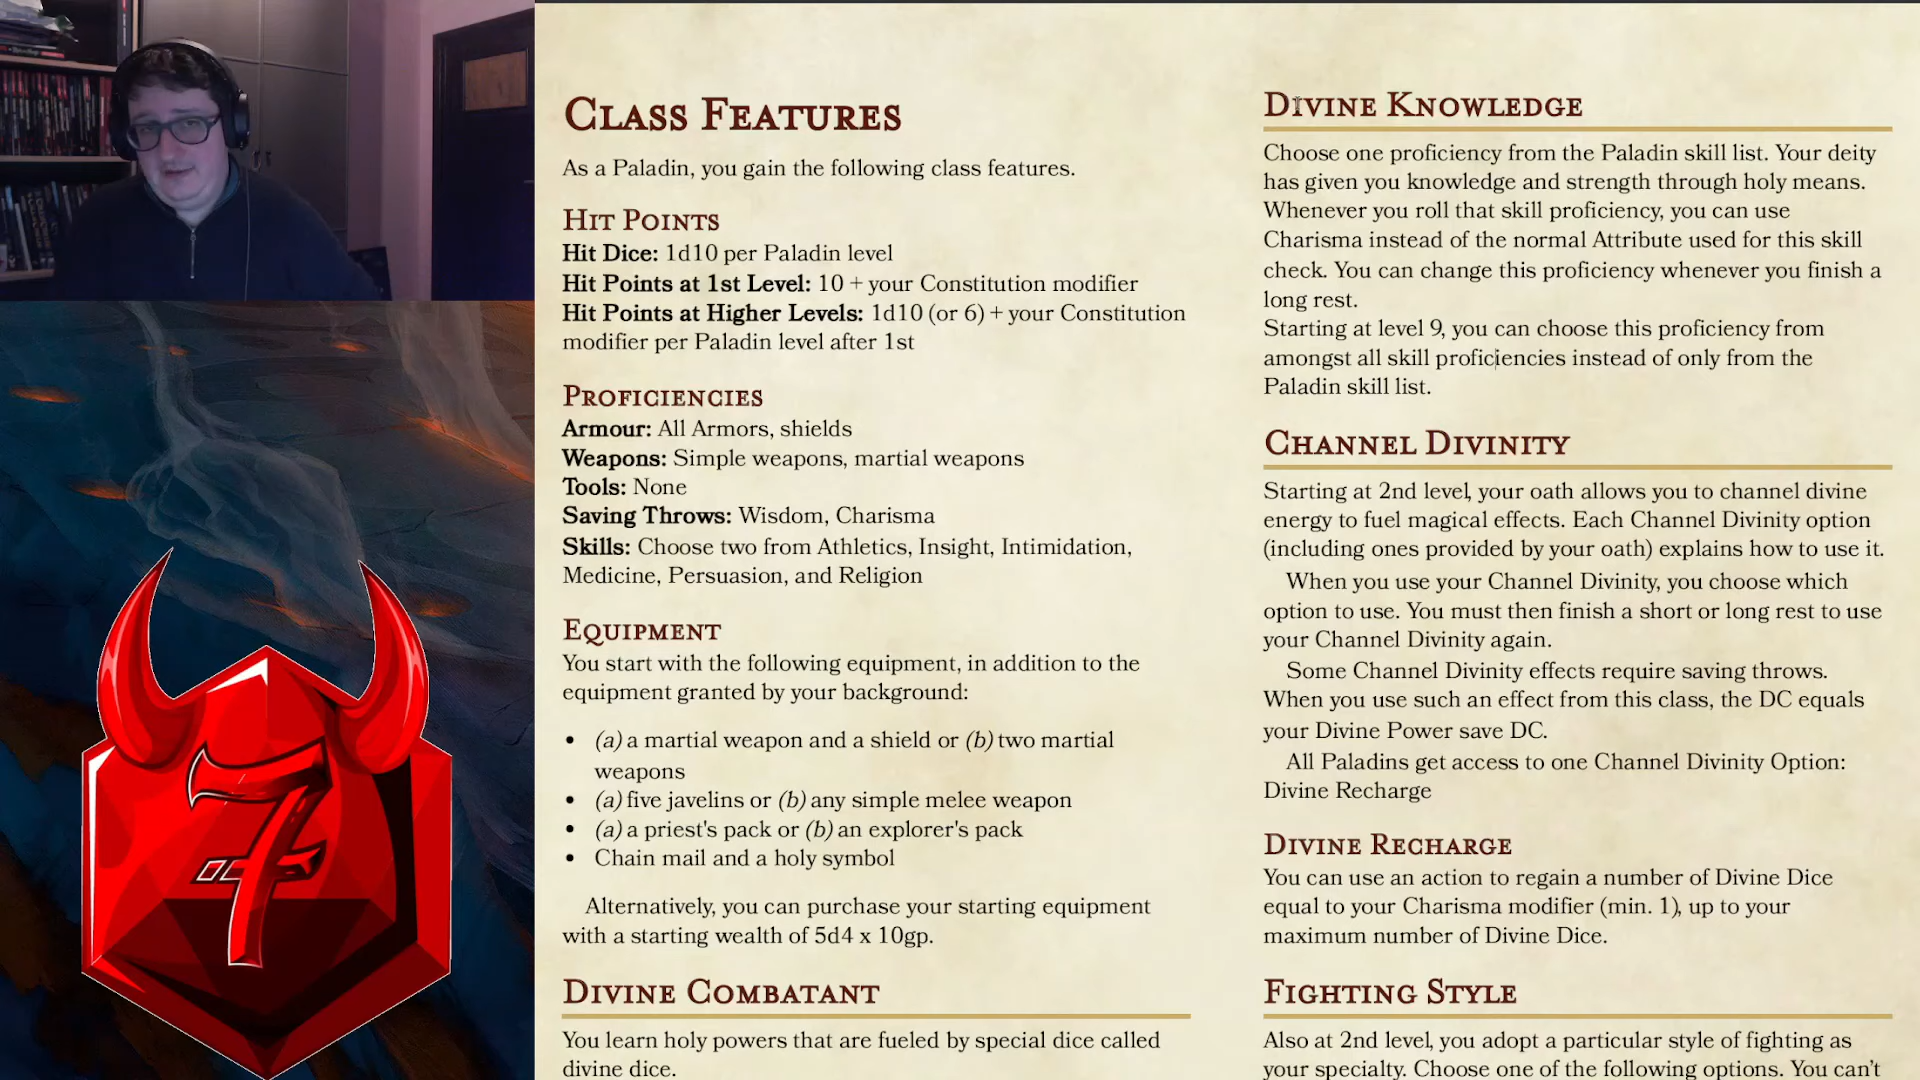 7
CLASS FEATURES
As a Paladin, you gain the following class features.
HIT POINTS
Hit Dice: 1d10 per Paladin level
Hit Points at 1st Level: 10 + your Constitution modifier
Hit Points at Higher Levels: 1d10 (or 6) + your Constitution
modifier per Paladin level after 1st
PROFICIENCIES
Armour: All Armors, shields
Weapons: Simple weapons, martial weapons
Tools: None
Saving Throws: Wisdom, Charisma
Skills: Choose two from Athletics, Insight, Intimidation,
Medicine, Persuasion, and Religion
EQUIPMENT
You start with the following equipment, in addition to the
equipment granted by your background:
• (a) a martial weapon and a shield or (b) two martial
weapons
• (a) five javelins or (b) any simple melee weapon
• (a) a priest's pack or (b) an explorer's pack
• Chain mail and a holy symbol
Alternatively, you can purchase your starting equipment
with a starting wealth of 5d4 x 10gp.
DIVINE COMBATANT
You learn holy powers that are fueled by special dice called
divine dice.
DIVINE KNOWLEDGE
Choose one proficiency from the Paladin skill list. Your deity
has given you knowledge and strength through holy means.
Whenever you roll that skill proficiency, you can use
Charisma instead of the normal Attribute used for this skill
check. You can change this proficiency whenever you finish a
long rest.
Starting at level 9, you can choose this proficiency from
amongst all skill proficiencies instead of only from the
Paladin skill list.
CHANNEL DIVINITY
Starting at 2nd level, your oath allows you to channel divine
energy to fuel magical effects. Each Channel Divinity option
(including ones provided by your oath) explains how to use it.
When you use your Channel Divinity, you choose which
option to use. You must then finish a short or long rest to use
your Channel Divinity again.
Some Channel Divinity effects require saving throws.
When you use such an effect from this class, the DC equals
your Divine Power save DC.
All Paladins get access to one Channel Divinity Option:
Divine Recharge
DIVINE RECHARGE
You can use an action to regain a number of Divine Dice
equal to your Charisma modifier (min. 1), up to your
maximum number of Divine Dice.
FIGHTING STYLE
Also at 2nd level, you adopt a particular style of fighting as
your specialty. Choose one of the following options. You can't